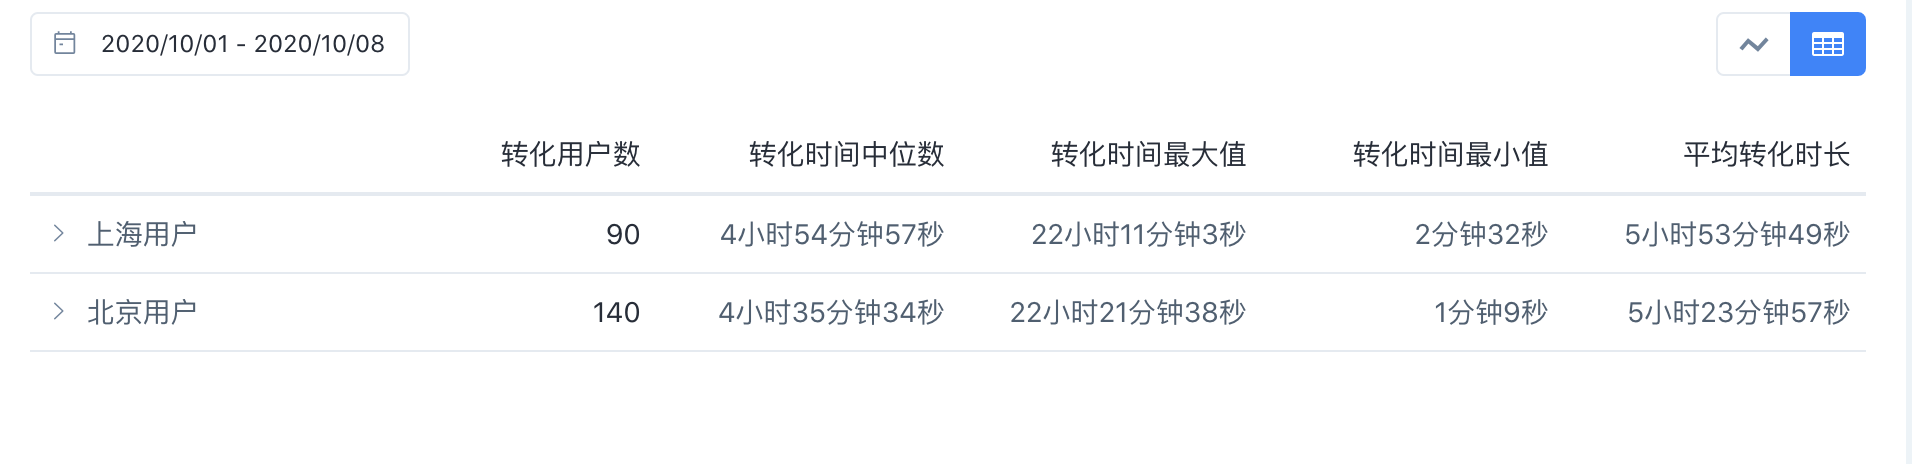 2020/10/01 - 2020/10/08
转化用户数 转化时间中位数 转化时间最大值 转化时间最小值 平均转化时长
上海用户 90 4小时54分钟57秒 22小时11分钟3秒 2分钟32秒 5小时53分钟49秒
北京用户 140 4小时35分钟34秒 22小时21分钟38秒 1分钟9秒 5小时23分钟57秒